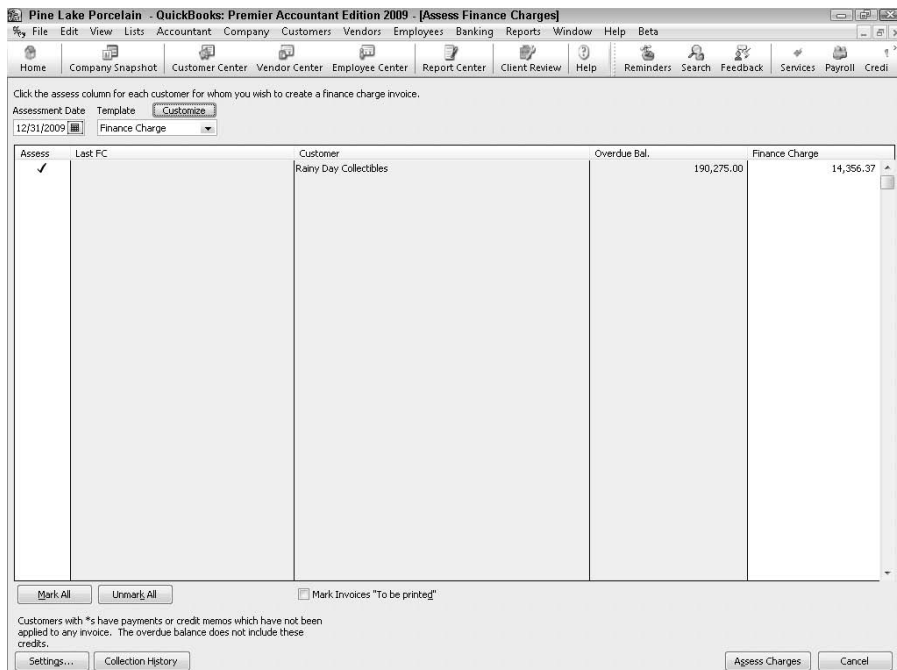 Pine Lake Porcelain - QuickBooks: Premier Accountant Edition 2009 - [Assess Finance Charges]
File Edit View Lists Accountant Company Customers Vendors Employees Banking Reports Window Help Beta
Home Company Snapshot Customer Center Vendor Center Employee Center Report Center Client Review Help Reminders Search Feedback Services Payroll Credi
Click the assess column for each customer for whom you wish to create a finance charge invoice.
Assessment Date Template Customize
12/31/2009 Finance Charge
Assess Last FC Customer Overdue Bal. Finance Charge
Rainy Day Collectibles 190,275.00 14,356.37
Mark All Unmark All Mark Invoices "To be printed"
Customers with *s have payments or credit memos which have not been
applied to any invoice. The overdue balance does not include these
credits.
Settings... Collection History Assess Charges Cancel